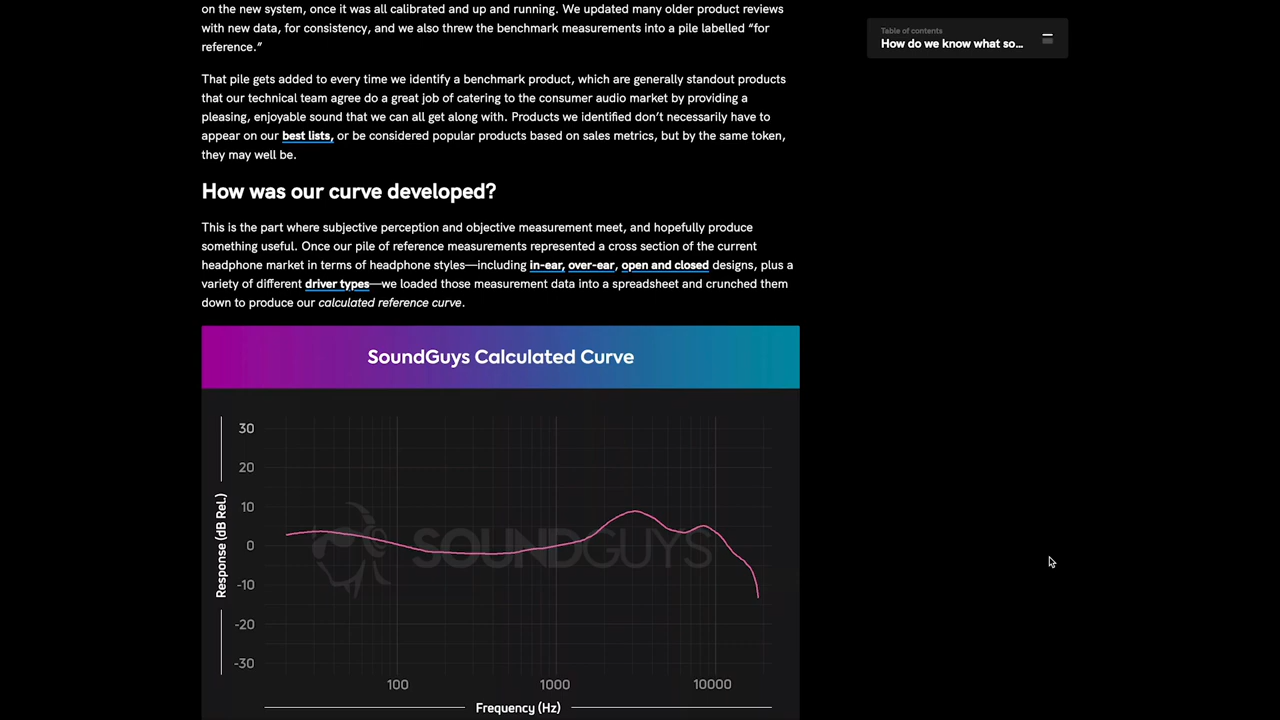 on the new system, once it was all calibrated and up and running. We updated many older product reviews
with new data, for consistency, and we also threw the benchmark measurements into a pile labelled “for
reference.”
Table of contents
How do we know what so...
That pile gets added to every time we identify a benchmark product, which are generally standout products
that our technical team agree do a great job of catering to the consumer audio market by providing a
pleasing, enjoyable sound that we can all get along with. Products we identified don’t necessarily have to
appear on our best lists, or be considered popular products based on sales metrics, but by the same token,
they may well be.
How was our curve developed?
This is the part where subjective perception and objective measurement meet, and hopefully produce
something useful. Once our pile of reference measurements represented a cross section of the current
headphone market in terms of headphone styles—including in-ear, over-ear, open and closed designs, plus a
variety of different driver types—we loaded those measurement data into a spreadsheet and crunched them
down to produce our calculated reference curve.
SoundGuys Calculated Curve
Response (dB Rel.)
30
20
10
0
-10
-20
-30
SOUNDGUYS
100
1000
10000
Frequency (Hz)